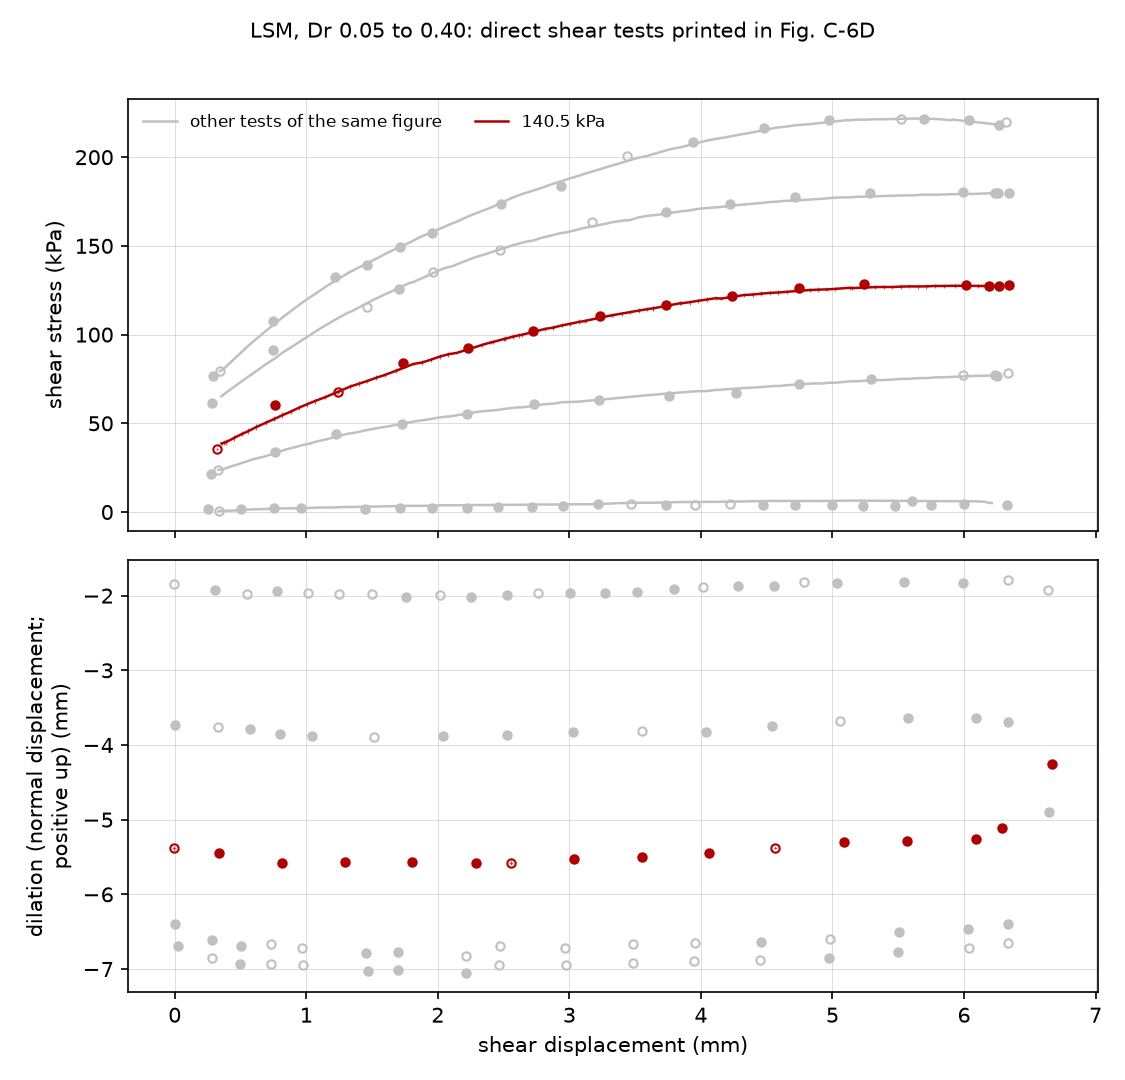 LSM, Dr 0.05 to 0.40: direct shear tests printed in Fig. C-6D
other tests of the same figure
140.5 kPa
shear stress (kPa)
200
150
100
50
0
dilation (normal displacement;
positive up) (mm)
−2
−3
−4
−5
−6
−7
0 1 2 3 4 5 6 7
shear displacement (mm)